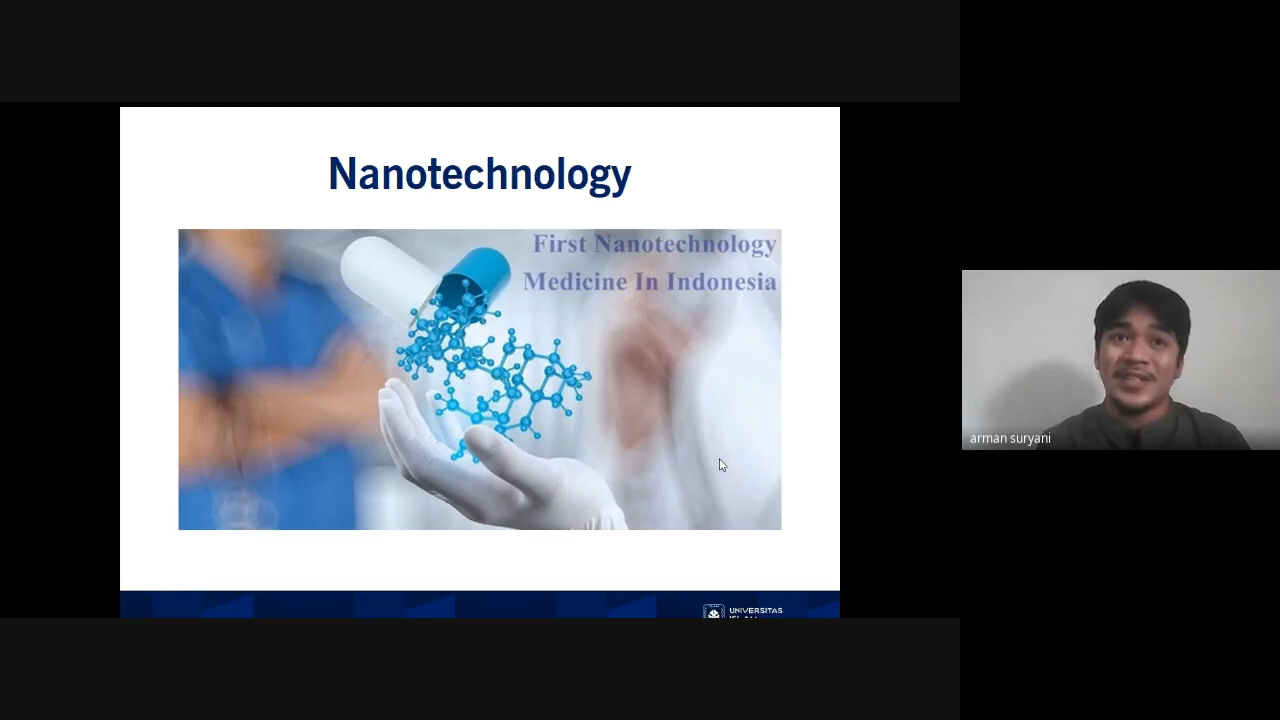 Nanotechnology
First Nanotechnology
Medicine In Indonesia
arman suryani
UNIVERSITAS